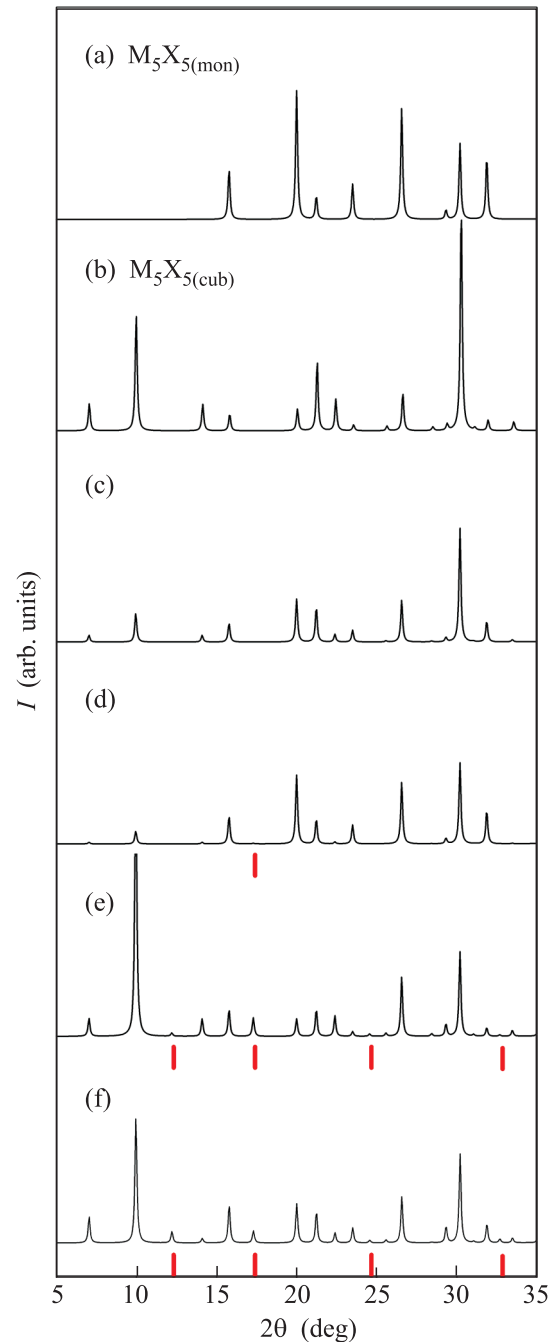 (a) M₅X₅₍mon₎
(b) M₅X₅₍cub₎
(c)
(d)
(e)
(f)
I (arb. units)
5 10 15 20 25 30 35
2θ (deg)